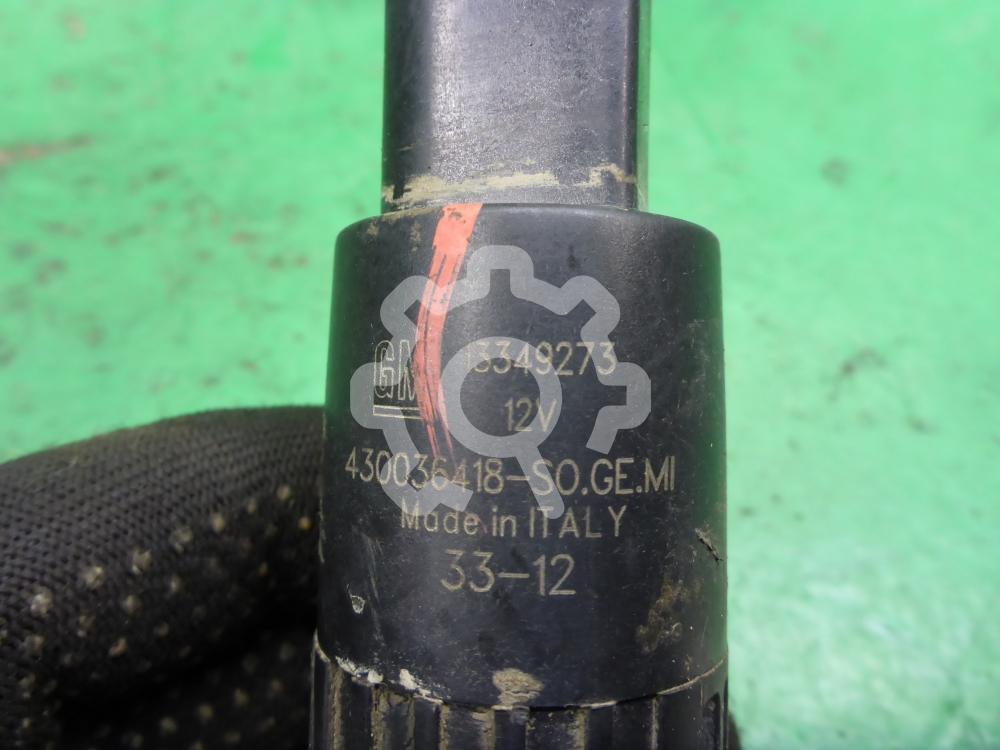 GM 13349273
12V
430036418-SO.GE.MI
Made in ITALY
33-12